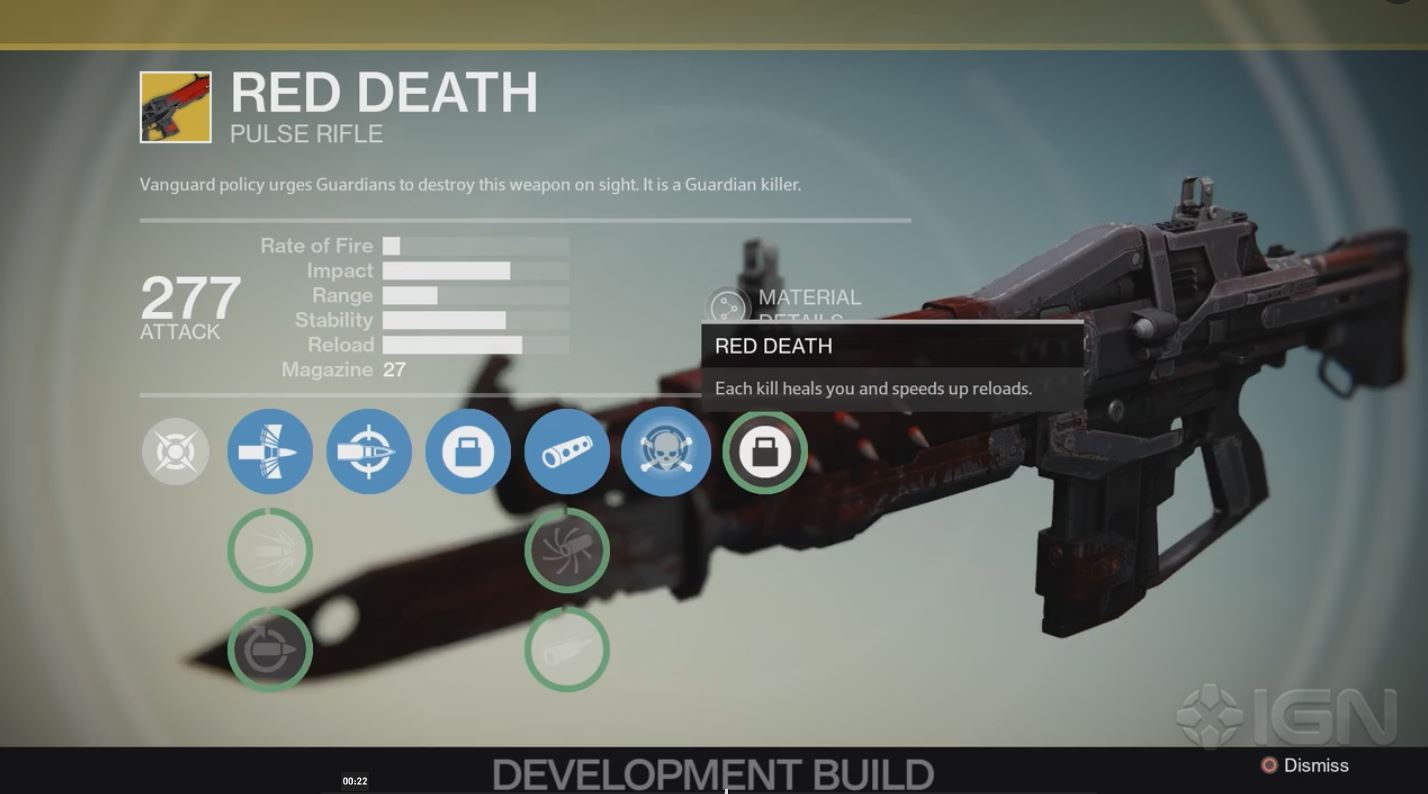 RED DEATH
PULSE RIFLE
Vanguard policy urges Guardians to destroy this weapon on sight. It is a Guardian killer.
277
ATTACK
Rate of Fire
Impact
Range
Stability
Reload
Magazine 27
MATERIAL
DETAILS
RED DEATH
Each kill heals you and speeds up reloads.
IGN
Dismiss
DEVELOPMENT BUILD
00:22